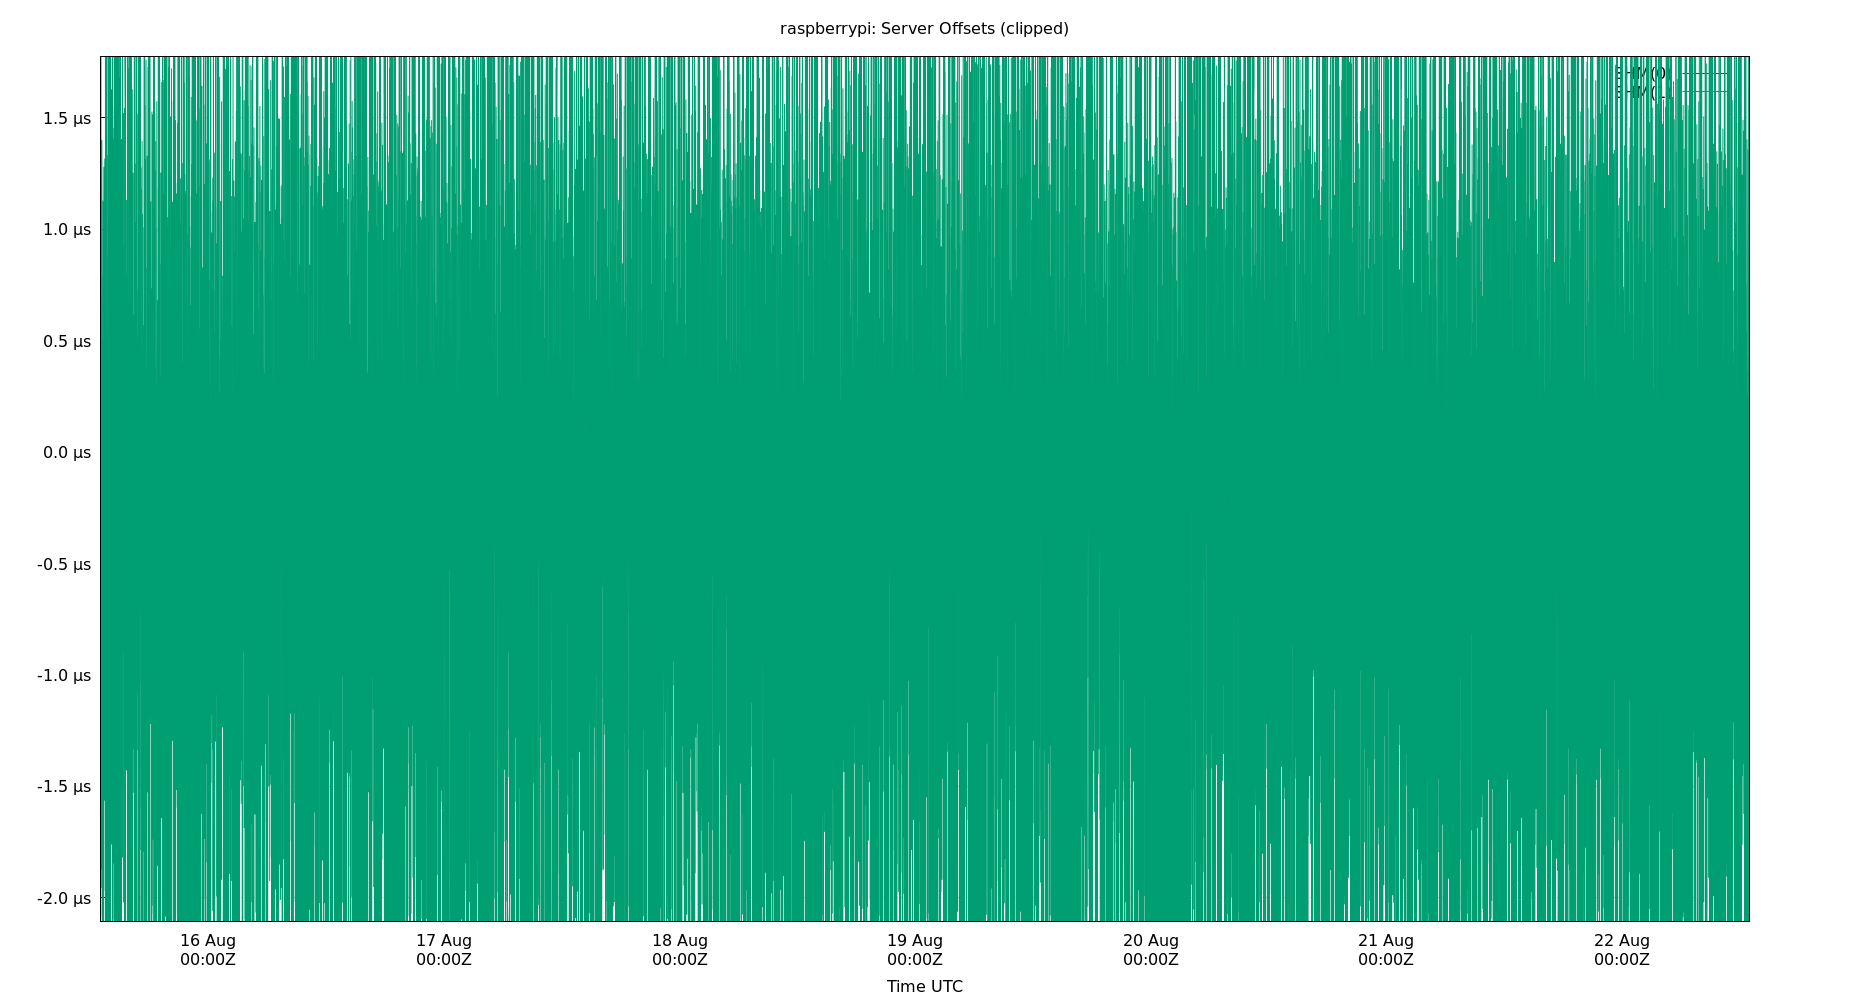 raspberrypi: Server Offsets (clipped)
SHM(0)
1.5 µs
1.0 µs
0.5 µs
0.0 µs
-0.5 µs
-1.0 µs
-1.5 µs
-2.0 µs
16 Aug 17 Aug 18 Aug 19 Aug 20 Aug 21 Aug 22 Aug
00:00Z 00:00Z 00:00Z 00:00Z 00:00Z 00:00Z 00:00Z
Time UTC